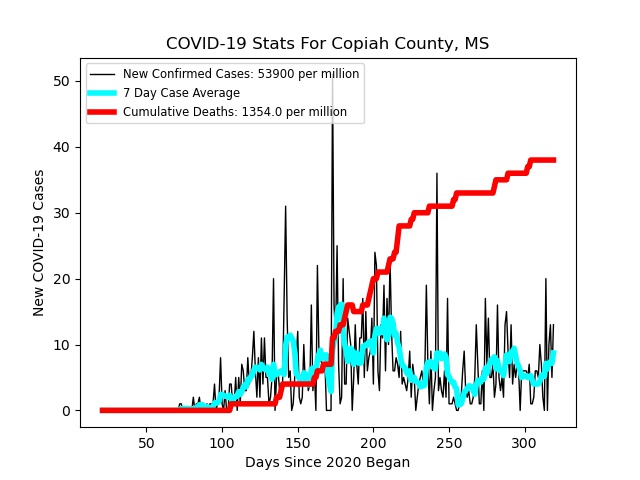 COVID-19 Stats For Copiah County, MS
New Confirmed Cases: 53900 per million
7 Day Case Average
Cumulative Deaths: 1354.0 per million
New COVID-19 Cases
50
40
30
20
10
0
50 100 150 200 250 300
Days Since 2020 Began